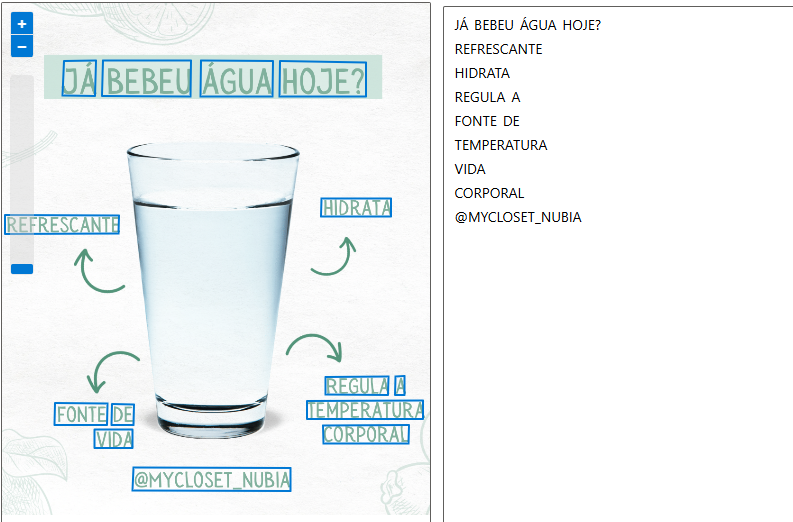 JÁ BEBEU ÁGUA HOJE?
REFRESCANTE
HIDRATA
FONTE DE
VIDA
REGULA A
TEMPERATURA
CORPORAL
@MYCLOSET_NUBIA
JÁ BEBEU ÁGUA HOJE?
REFRESCANTE
HIDRATA
REGULA A
FONTE DE
TEMPERATURA
VIDA
CORPORAL
@MYCLOSET_NUBIA